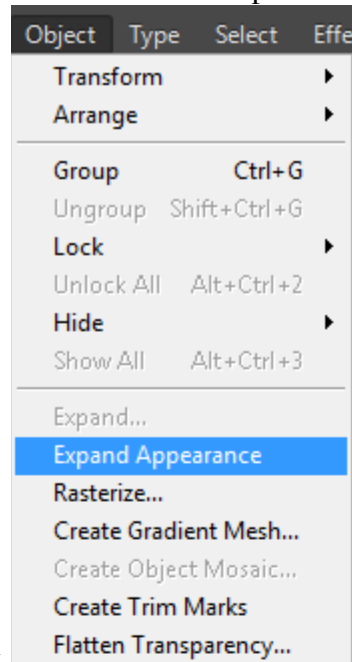 Object Type Select Effe
Transform
Arrange
Group Ctrl+G
Ungroup Shift+Ctrl+G
Lock
Unlock All Alt+Ctrl+2
Hide
Show All Alt+Ctrl+3
Expand...
Expand Appearance
Rasterize...
Create Gradient Mesh...
Create Object Mosaic...
Create Trim Marks
Flatten Transparency...